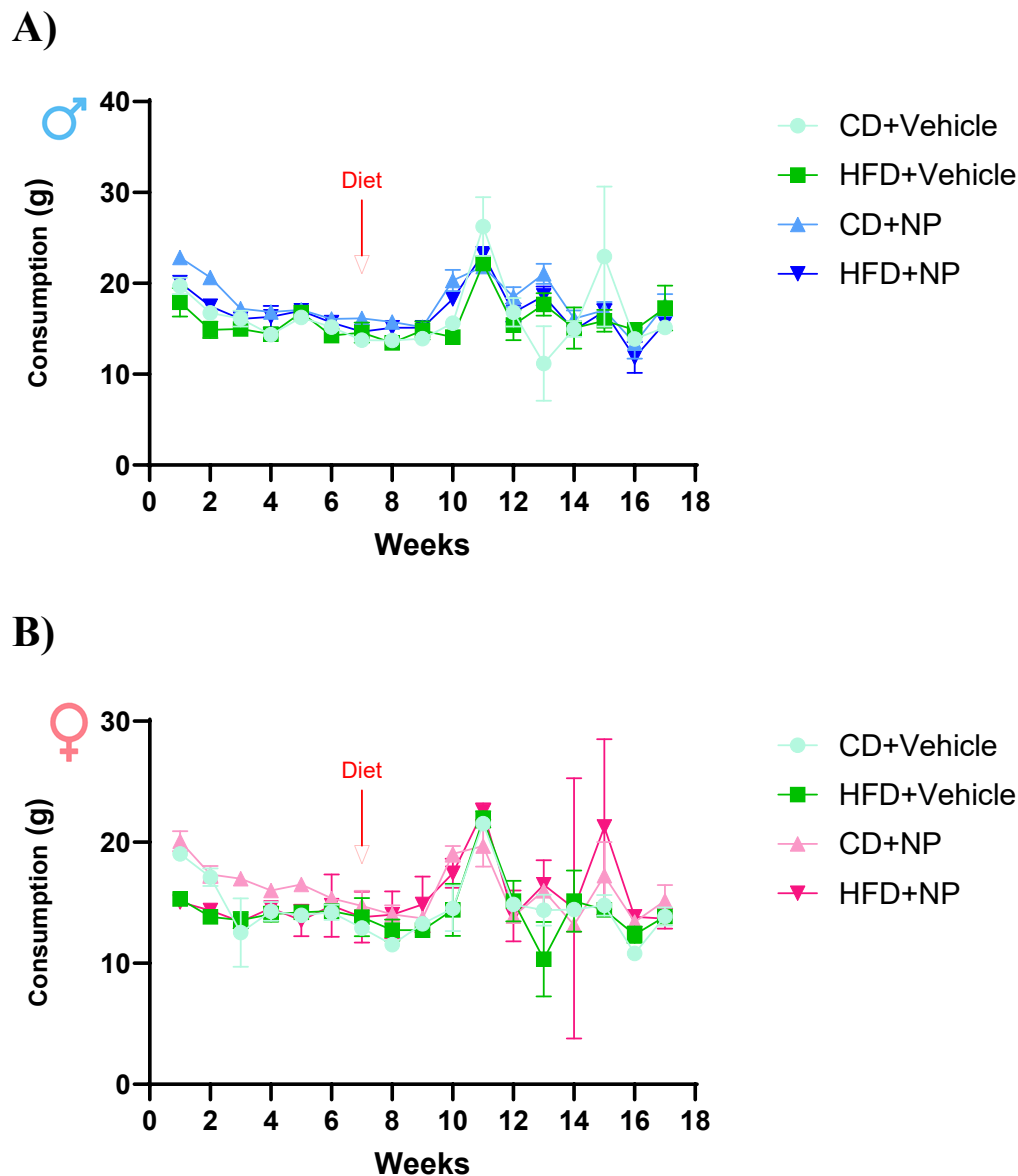 A)
♂
40
30
20
10
0
Consumption (g)
Diet
0 2 4 6 8 10 12 14 16 18
Weeks
CD+Vehicle
HFD+Vehicle
CD+NP
HFD+NP
B)
♀
30
20
10
0
Consumption (g)
Diet
0 2 4 6 8 10 12 14 16 18
Weeks
CD+Vehicle
HFD+Vehicle
CD+NP
HFD+NP